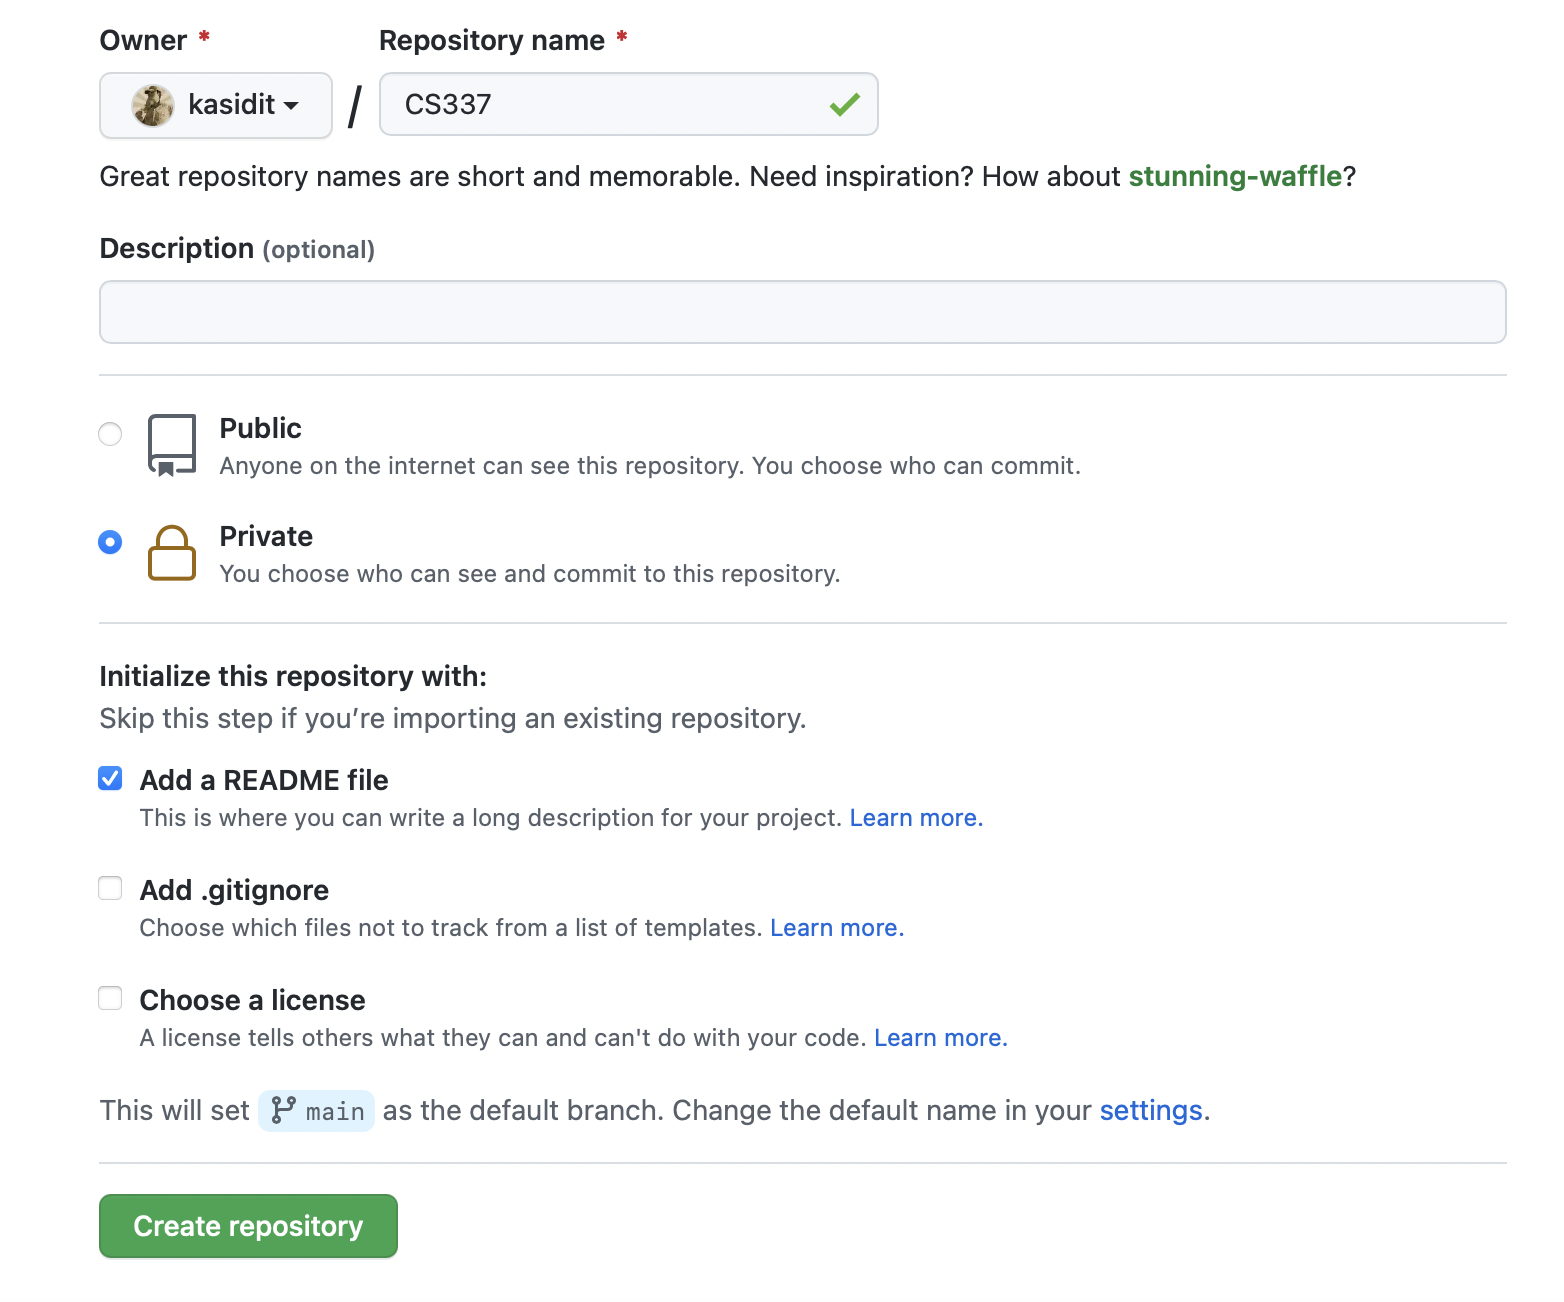 Owner * Repository name *
kasidit / CS337
Great repository names are short and memorable. Need inspiration? How about stunning-waffle?
Description (optional)
Public
Anyone on the internet can see this repository. You choose who can commit.
Private
You choose who can see and commit to this repository.
Initialize this repository with:
Skip this step if you’re importing an existing repository.
Add a README file
This is where you can write a long description for your project. Learn more.
Add .gitignore
Choose which files not to track from a list of templates. Learn more.
Choose a license
A license tells others what they can and can't do with your code. Learn more.
This will set main as the default branch. Change the default name in your settings.
Create repository